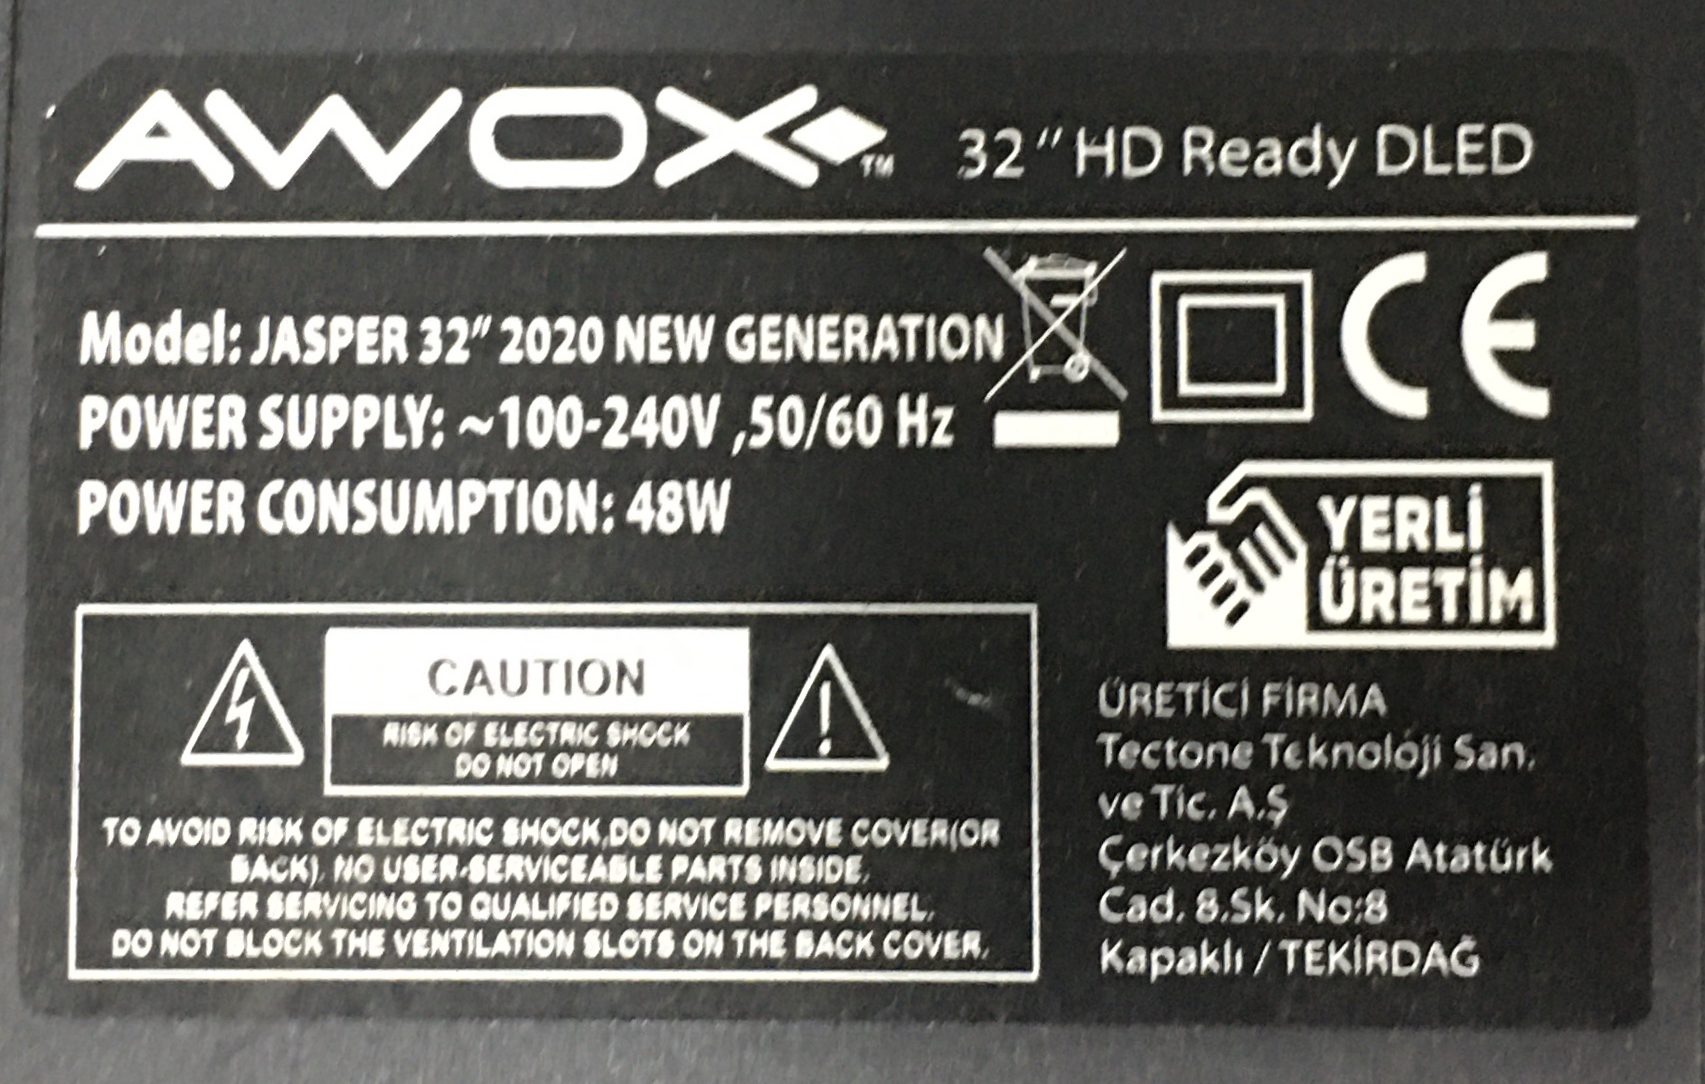 AWOX™ 32" HD Ready DLED
Model: JASPER 32" 2020 NEW GENERATION
POWER SUPPLY: ~100-240V ,50/60 Hz
POWER CONSUMPTION: 48W
CE
YERLİ
ÜRETİM
CAUTION
RISK OF ELECTRIC SHOCK
DO NOT OPEN
TO AVOID RISK OF ELECTRIC SHOCK,DO NOT REMOVE COVER(OR
BACK), NO USER-SERVICEABLE PARTS INSIDE.
REFER SERVICING TO QUALIFIED SERVICE PERSONNEL.
DO NOT BLOCK THE VENTILATION SLOTS ON THE BACK COVER.
ÜRETİCİ FİRMA
Tectone Teknoloji San.
ve Tic. A.Ş
Çerkezköy OSB Atatürk
Cad. 8.Sk. No:8
Kapaklı / TEKİRDAĞ